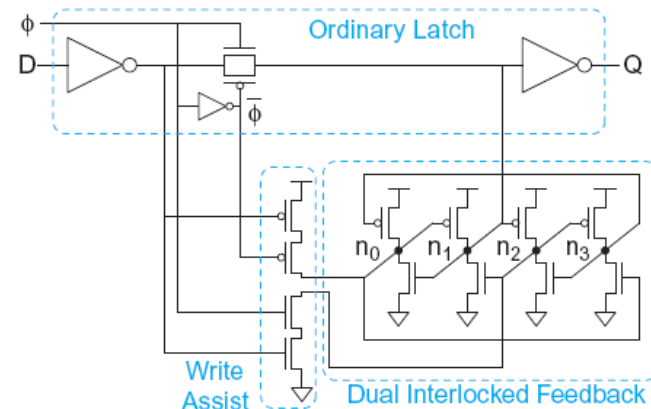 ϕ
Ordinary Latch
D
Q
ϕ̅
n0
n1
n2
n3
Write
Assist
Dual Interlocked Feedback